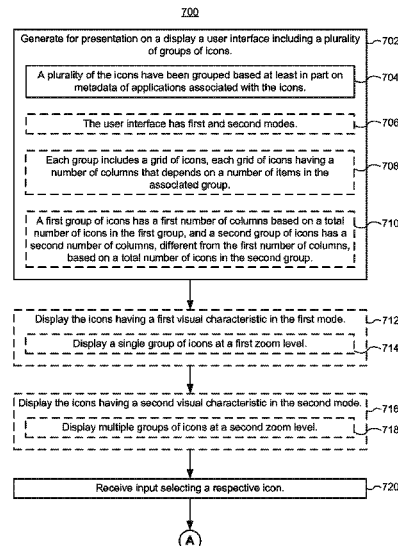 700
Generate for presentation on a display a user interface including a plurality
of groups of icons.
702
A plurality of the icons have been grouped based at least in part on
metadata of applications associated with the icons.
704
The user interface has first and second modes.
706
Each group includes a grid of icons, each grid of icons having a
number of columns that depends on a number of items in the
associated group.
708
A first group of icons has a first number of columns based on a total
number of icons in the first group, and a second group of icons has a
second number of columns, different from the first number of columns,
based on a total number of icons in the second group.
710
Display the icons having a first visual characteristic in the first mode.
712
Display a single group of icons at a first zoom level.
714
Display the icons having a second visual characteristic in the second mode.
716
Display multiple groups of icons at a second zoom level.
718
Receive input selecting a respective icon.
720
A